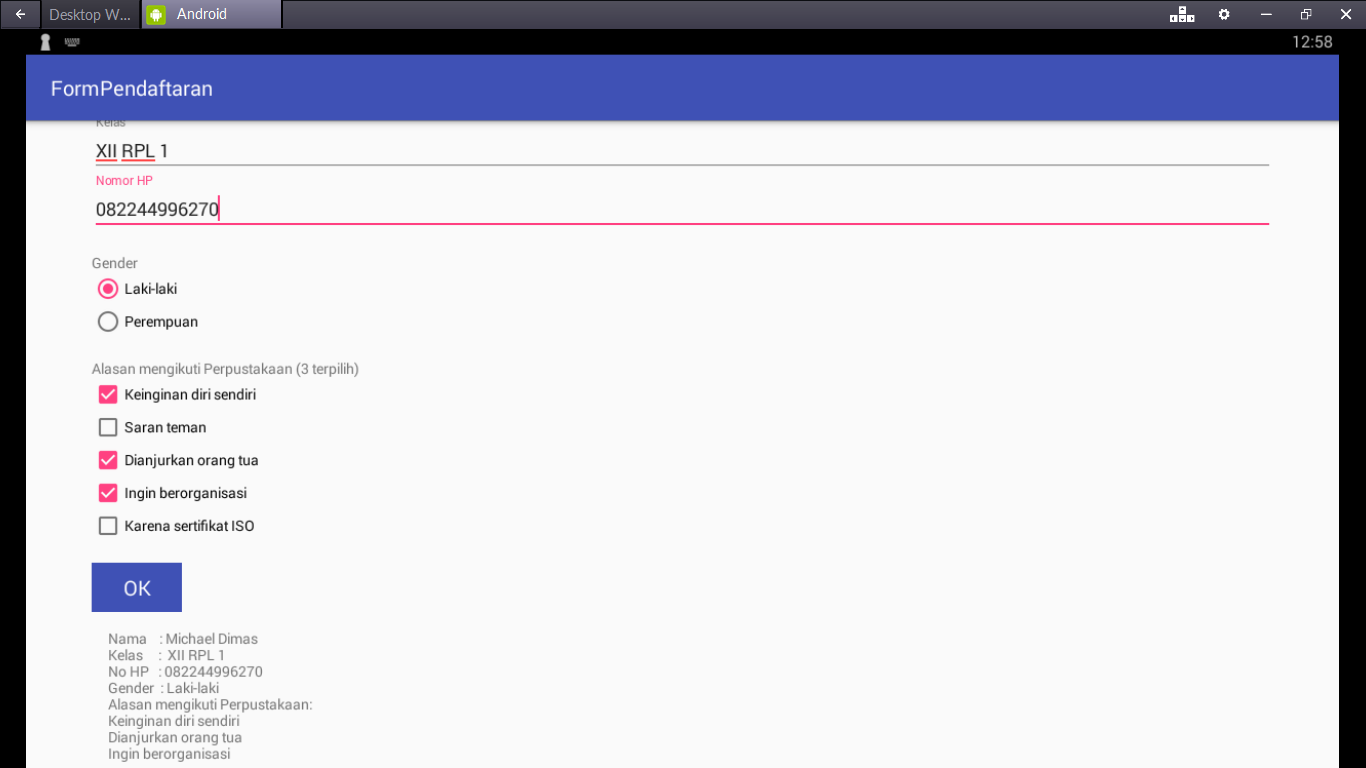 Desktop W... Android
12:58
FormPendaftaran
Kelas
XII RPL 1
Nomor HP
082244996270
Gender
Laki-laki
Perempuan
Alasan mengikuti Perpustakaan (3 terpilih)
Keinginan diri sendiri
Saran teman
Dianjurkan orang tua
Ingin berorganisasi
Karena sertifikat ISO
OK
Nama : Michael Dimas
Kelas : XII RPL 1
No HP : 082244996270
Gender : Laki-laki
Alasan mengikuti Perpustakaan:
Keinginan diri sendiri
Dianjurkan orang tua
Ingin berorganisasi